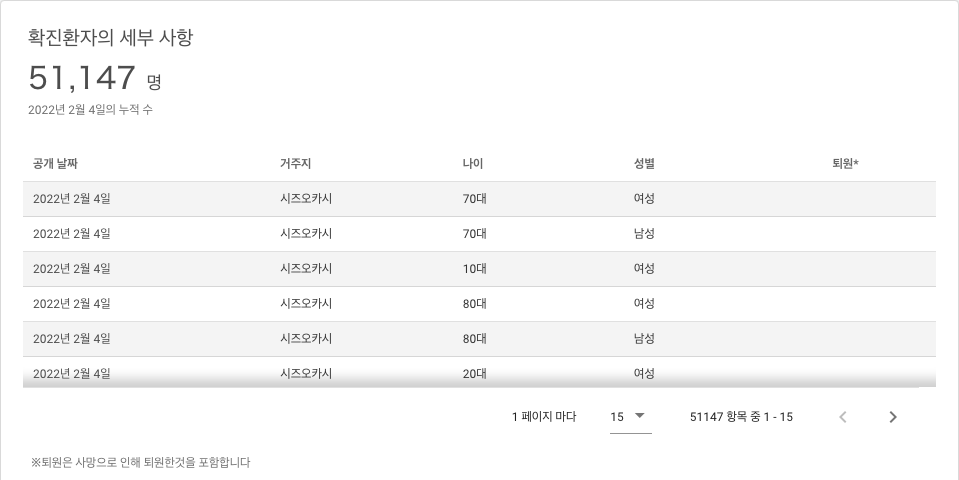 확진환자의 세부 사항
51,147 명
2022년 2월 4일의 누적 수
공개 날짜 거주지 나이 성별 퇴원*
2022년 2월 4일 시즈오카시 70대 여성
2022년 2월 4일 시즈오카시 70대 남성
2022년 2월 4일 시즈오카시 10대 여성
2022년 2월 4일 시즈오카시 80대 여성
2022년 2월 4일 시즈오카시 80대 남성
2022년 2월 4일 시즈오카시 20대 여성
1 페이지 마다 15 51147 항목 중 1 - 15
※퇴원은 사망으로 인해 퇴원한것을 포함합니다